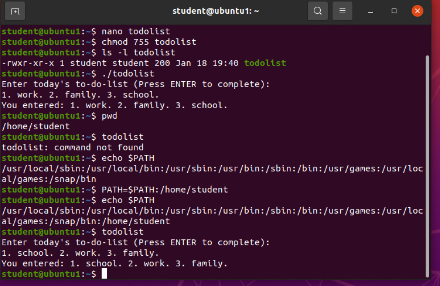 student@ubuntu1: ~
student@ubuntu1:~$ nano todolist
student@ubuntu1:~$ chmod 755 todolist
student@ubuntu1:~$ ls -l todolist
-rwxr-xr-x 1 student student 200 Jan 18 19:40 todolist
student@ubuntu1:~$ ./todolist
Enter today's to-do-list (Press ENTER to complete):
1. work. 2. family. 3. school.
You entered: 1. work. 2. family. 3. school.
student@ubuntu1:~$ pwd
/home/student
student@ubuntu1:~$ todolist
todolist: command not found
student@ubuntu1:~$ echo $PATH
/usr/local/sbin:/usr/local/bin:/usr/sbin:/usr/bin:/sbin:/bin:/usr/games:/usr/loc
al/games:/snap/bin
student@ubuntu1:~$ PATH=$PATH:/home/student
student@ubuntu1:~$ echo $PATH
/usr/local/sbin:/usr/local/bin:/usr/sbin:/usr/bin:/sbin:/bin:/usr/games:/usr/loc
al/games:/snap/bin:/home/student
student@ubuntu1:~$ todolist
Enter today's to-do-list (Press ENTER to complete):
1. school. 2. work. 3. family.
You entered: 1. school. 2. work. 3. family.
student@ubuntu1:~$